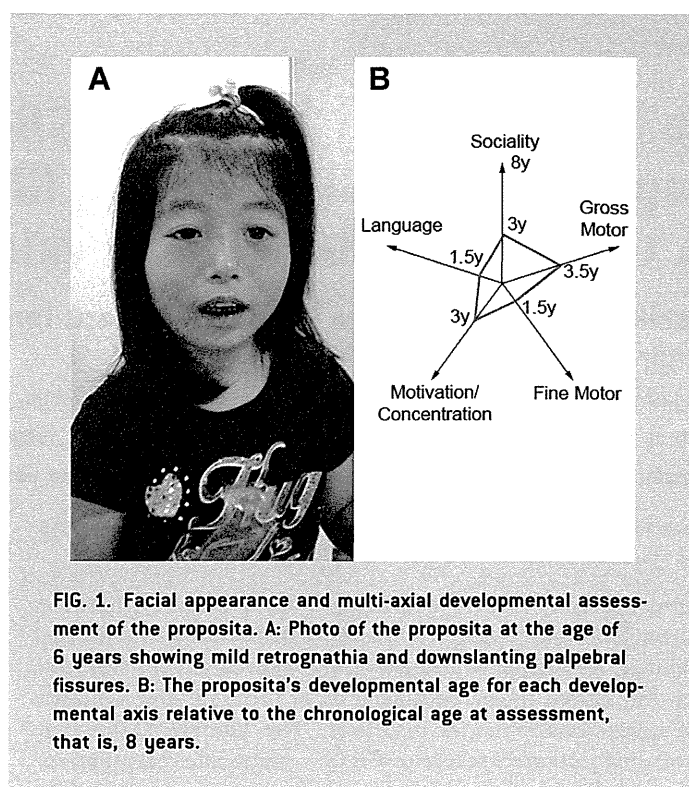 A
Hug
B
Sociality
8y
3y
Gross
Motor
Language
1.5y
3.5y
3y
1.5y
Motivation/
Concentration
Fine Motor
FIG. 1. Facial appearance and multi-axial developmental assess-
ment of the proposita. A: Photo of the proposita at the age of
6 years showing mild retrognathia and downslanting palpebral
fissures. B: The proposita's developmental age for each develop-
mental axis relative to the chronological age at assessment,
that is, 8 years.